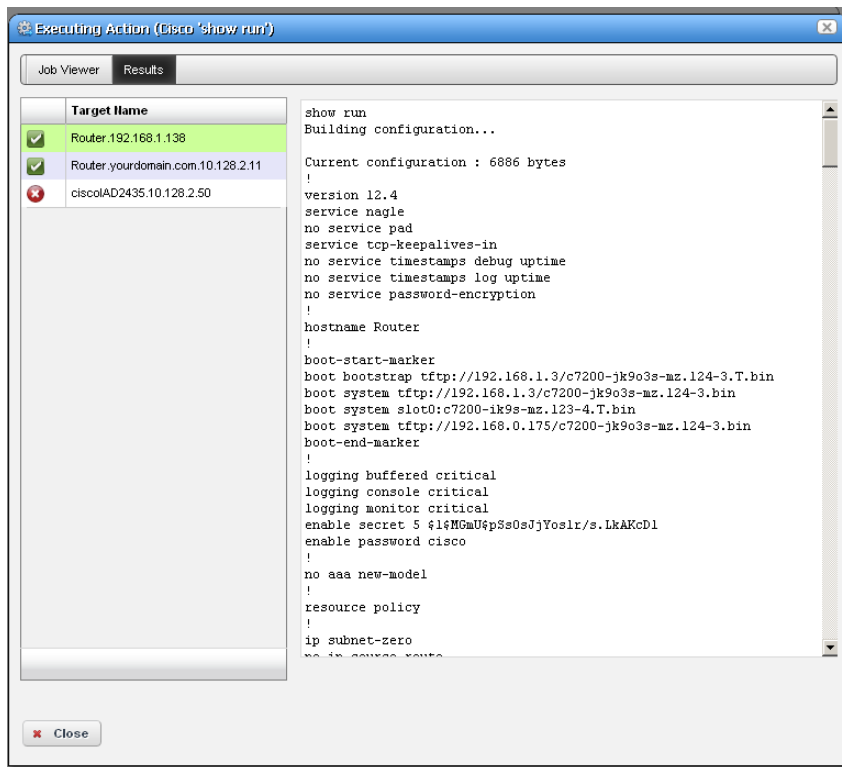 Executing Action (Cisco 'show run')
Job Viewer
Results
Target Name
Router.192.168.1.138
Router.yourdomain.com.10.128.2.11
ciscoIAD2435.10.128.2.50
show run
Building configuration...
Current configuration : 6886 bytes
!
version 12.4
service nagle
no service pad
service tcp-keepalives-in
no service timestamps debug uptime
no service timestamps log uptime
no service password-encryption
!
hostname Router
!
boot-start-marker
boot bootstrap tftp://192.168.1.3/c7200-jk9o3s-mz.124-3.T.bin
boot system tftp://192.168.1.3/c7200-jk9o3s-mz.124-3.bin
boot system slot0:c7200-ik9s-mz.123-4.T.bin
boot system tftp://192.168.0.175/c7200-jk9o3s-mz.124-3.bin
boot-end-marker
!
logging buffered critical
logging console critical
logging monitor critical
enable secret 5 $1$MGmU$pSs0sJjYoslr/s.LkAKcDl
enable password cisco
!
no aaa new-model
!
resource policy
!
ip subnet-zero
no ip source-route
Close